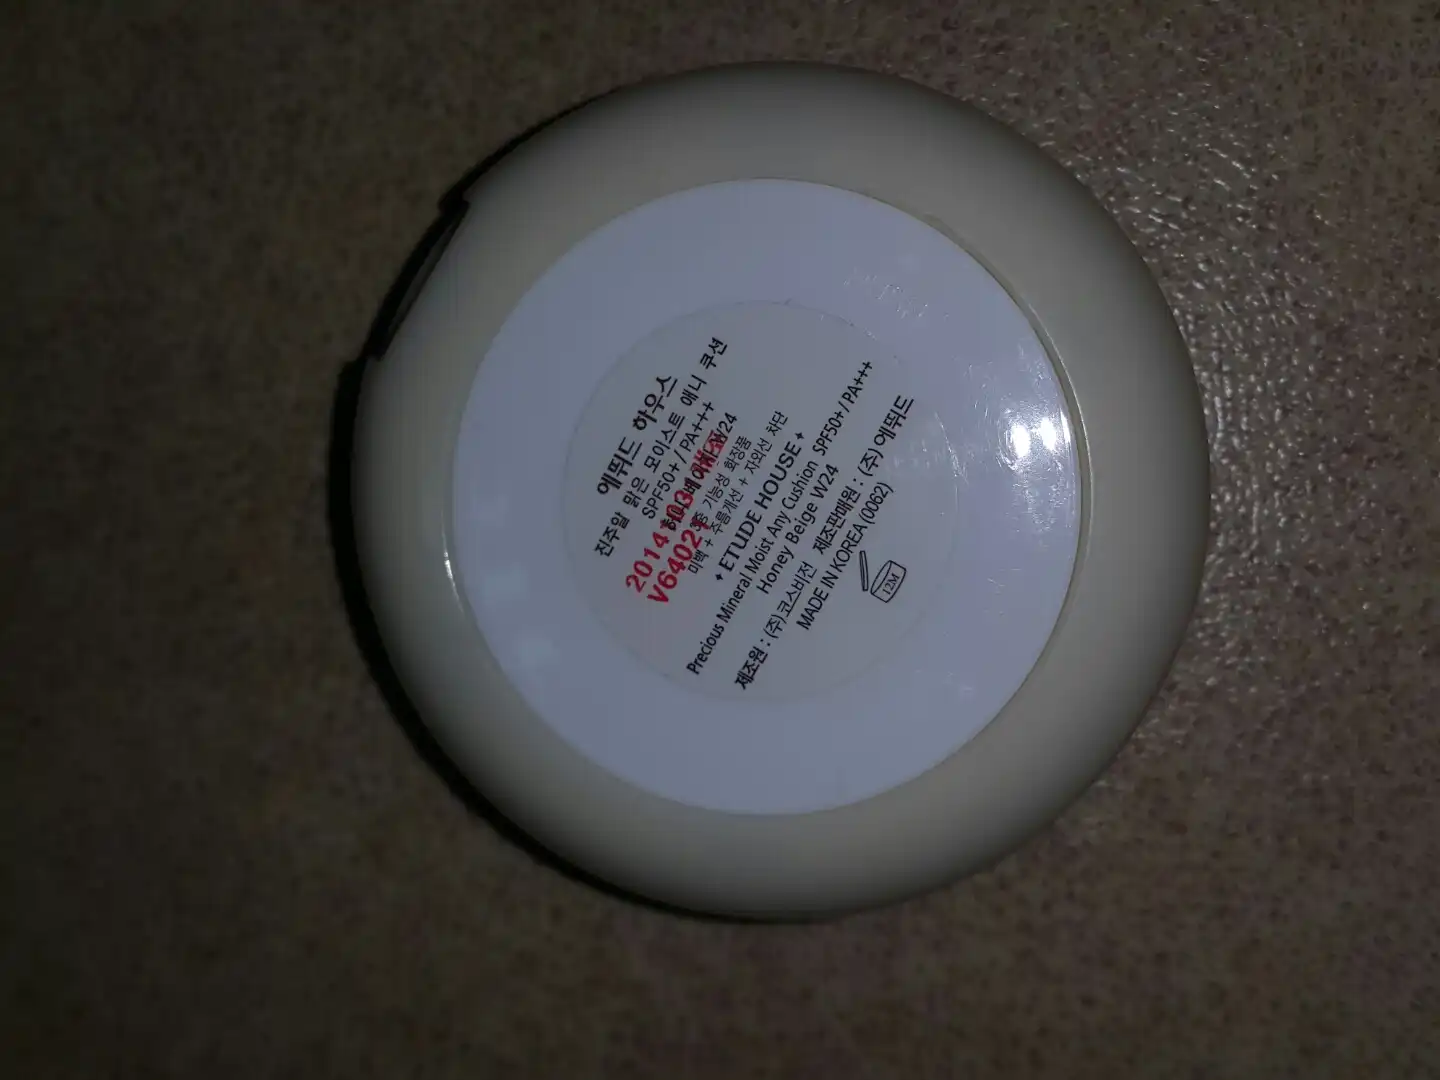 에뛰드 하우스
진주알 맑은 모이스트 애니 쿠션
SPF50+/PA+++
W24
기능성 화장품
미백 + 주름개선 + 자외선 차단
ETUDE HOUSE
Precious Mineral Moist Any Cushion SPF50+/PA+++
Honey Beige W24
제조원 : (주)코스비전 제조판매원 : (주)에뛰드
MADE IN KOREA (0062)
12M